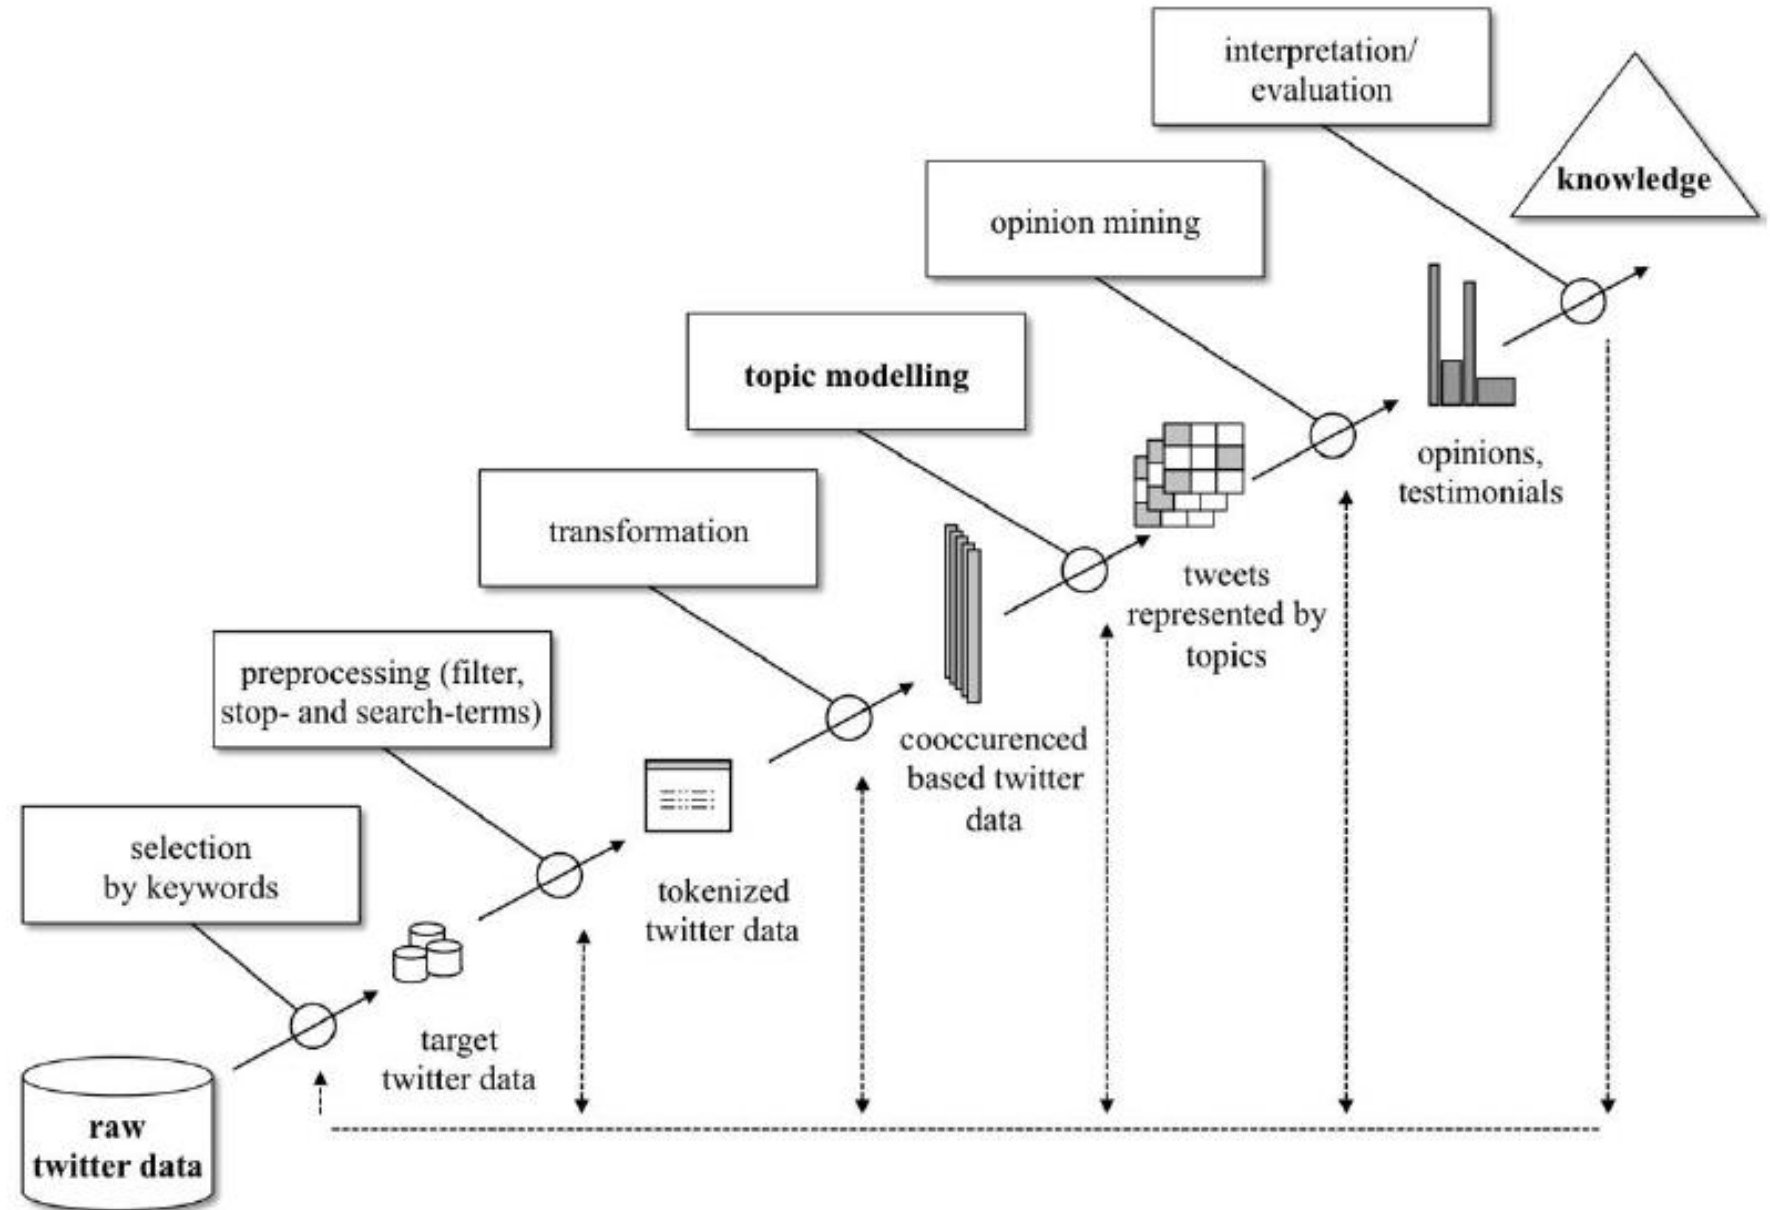 interpretation/
evaluation
knowledge
opinion mining
topic modelling
opinions,
testimonials
transformation
tweets
represented by
topics
preprocessing (filter,
stop- and search-terms)
cooccurenced
based twitter
data
selection
by keywords
tokenized
twitter data
target
twitter data
raw
twitter data